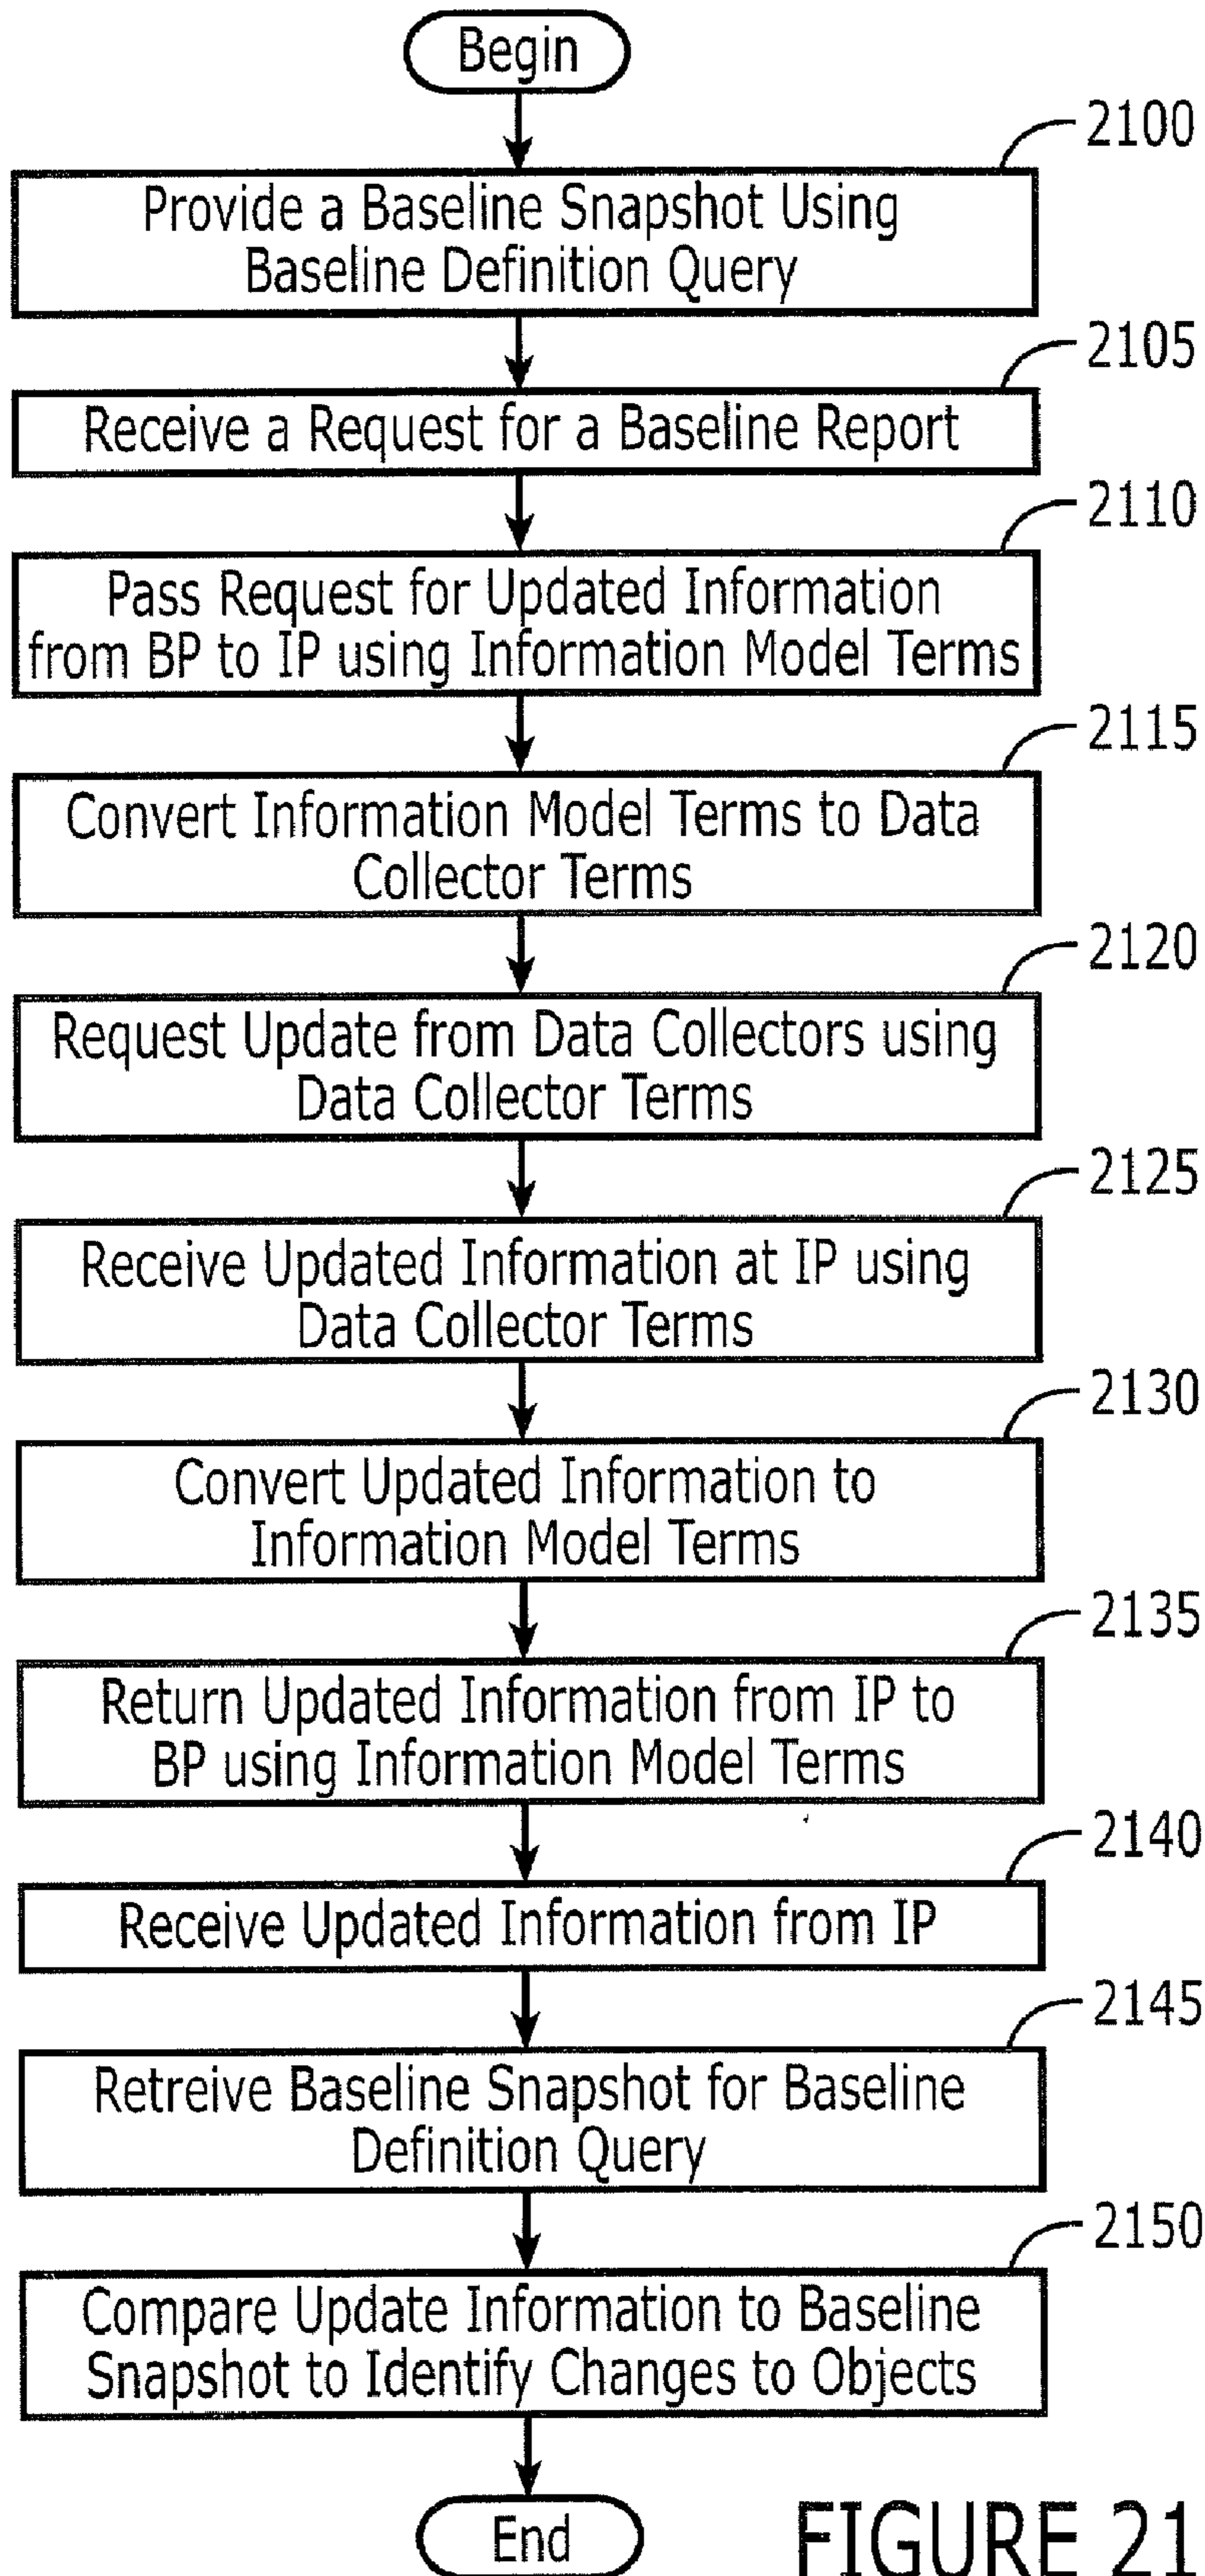 Begin
2100
Provide a Baseline Snapshot Using
Baseline Definition Query
2105
Receive a Request for a Baseline Report
2110
Pass Request for Updated Information
from BP to IP using Information Model Terms
2115
Convert Information Model Terms to Data
Collector Terms
2120
Request Update from Data Collectors using
Data Collector Terms
2125
Receive Updated Information at IP using
Data Collector Terms
2130
Convert Updated Information to
Information Model Terms
2135
Return Updated Information from IP to
BP using Information Model Terms
2140
Receive Updated Information from IP
2145
Retreive Baseline Snapshot for Baseline
Definition Query
2150
Compare Update Information to Baseline
Snapshot to Identify Changes to Objects
End
FIGURE 21